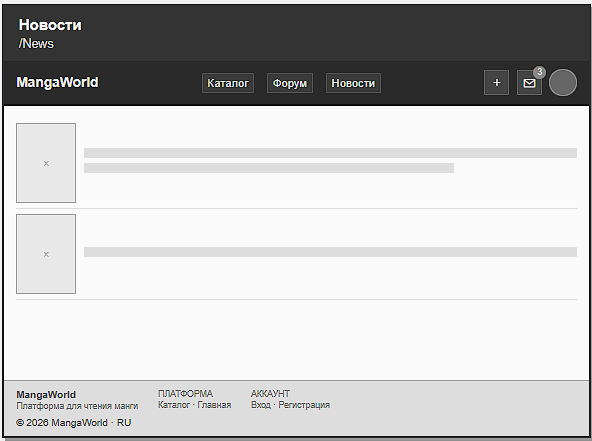 Новости
/News
MangaWorld
Каталог
Форум
Новости
+
3
×
×
MangaWorld
Платформа для чтения манги
ПЛАТФОРМА
Каталог · Главная
АККАУНТ
Вход · Регистрация
© 2026 MangaWorld · RU